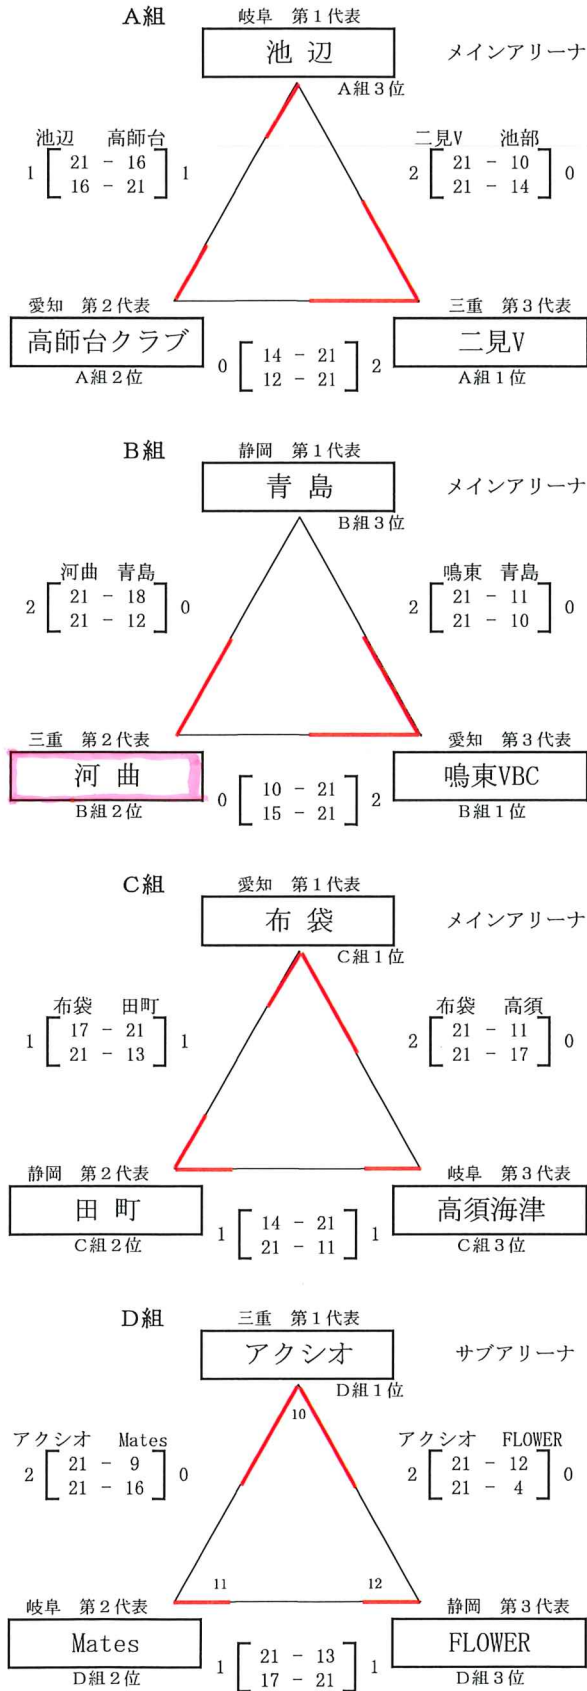 A組
岐阜 第1代表
池 辺
メインアリーナ
A組3位
池辺 高師台
1 21 - 16 1
16 - 21
二見V 池部
2 21 - 10 0
21 - 14
愛知 第2代表
高師台クラブ
A組2位
0 14 - 21 2
12 - 21
三重 第3代表
二見V
A組1位
B組
静岡 第1代表
青 島
メインアリーナ
B組3位
河曲 青島
2 21 - 18 0
21 - 12
鳴東 青島
2 21 - 11 0
21 - 10
三重 第2代表
河 曲
B組2位
0 10 - 21 2
15 - 21
愛知 第3代表
鳴東VBC
B組1位
C組
愛知 第1代表
布 袋
メインアリーナ
C組1位
布袋 田町
1 17 - 21 1
21 - 13
布袋 高須
2 21 - 11 0
21 - 17
静岡 第2代表
田 町
C組2位
1 14 - 21 1
21 - 11
岐阜 第3代表
高須海津
C組3位
D組
三重 第1代表
アクシオ
サブアリーナ
D組1位
10
アクシオ Mates
2 21 - 9 0
21 - 16
アクシオ FLOWER
2 21 - 12 0
21 - 4
11
12
岐阜 第2代表
Mates
D組2位
1 21 - 13 1
17 - 21
静岡 第3代表
FLOWER
D組3位